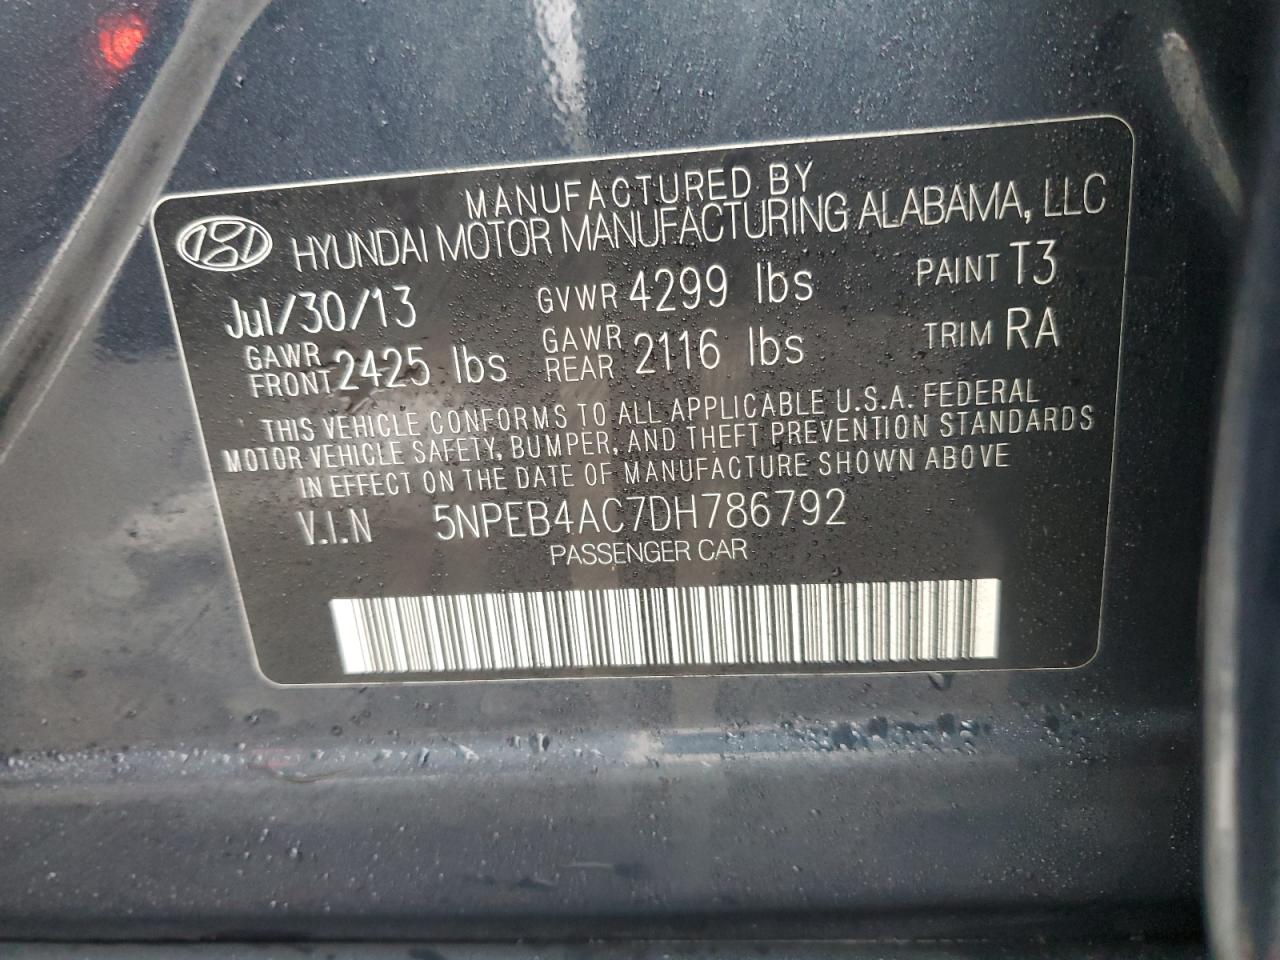 MANUFACTURED BY
HYUNDAI MOTOR MANUFACTURING ALABAMA, LLC
Jul/30/13 GVWR 4299 lbs PAINT T3
GAWR FRONT 2425 lbs GAWR REAR 2116 lbs TRIM RA
THIS VEHICLE CONFORMS TO ALL APPLICABLE U.S.A. FEDERAL
MOTOR VEHICLE SAFETY, BUMPER, AND THEFT PREVENTION STANDARDS
IN EFFECT ON THE DATE OF MANUFACTURE SHOWN ABOVE
V.I.N 5NPEB4AC7DH786792
PASSENGER CAR